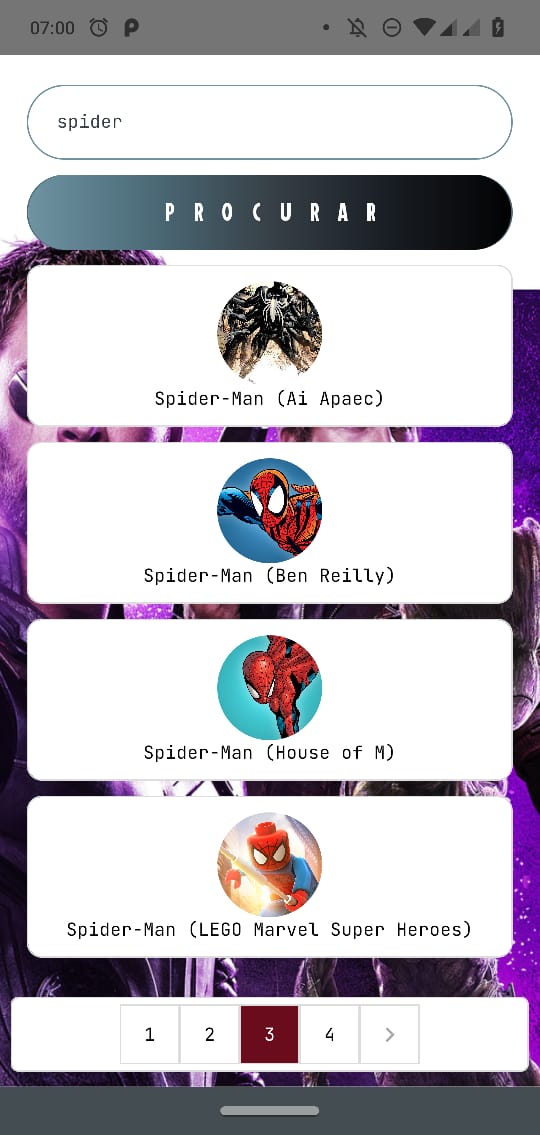 07:00
spider
PROCURAR
Spider-Man (Ai Apaec)
Spider-Man (Ben Reilly)
Spider-Man (House of M)
Spider-Man (LEGO Marvel Super Heroes)
1 2 3 4 >